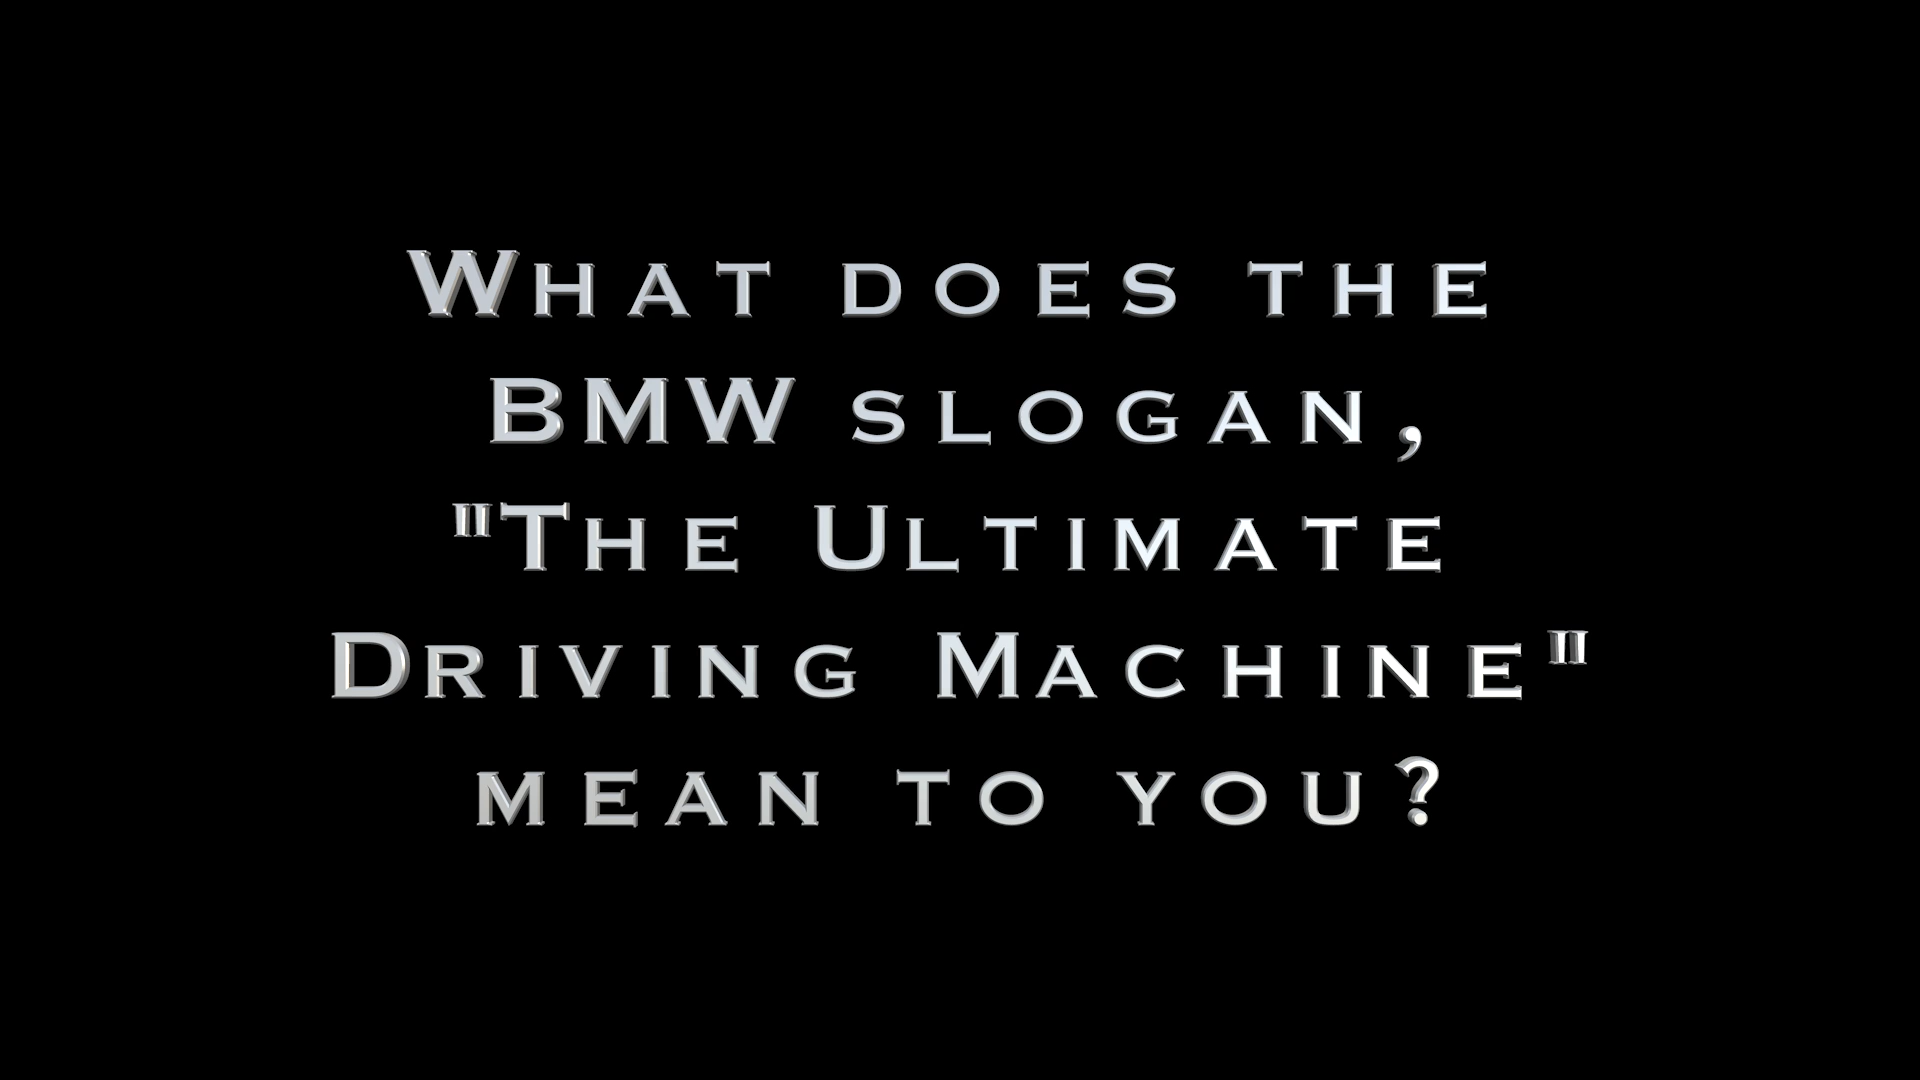 What does the
BMW slogan,
"The Ultimate
Driving Machine"
mean to you?